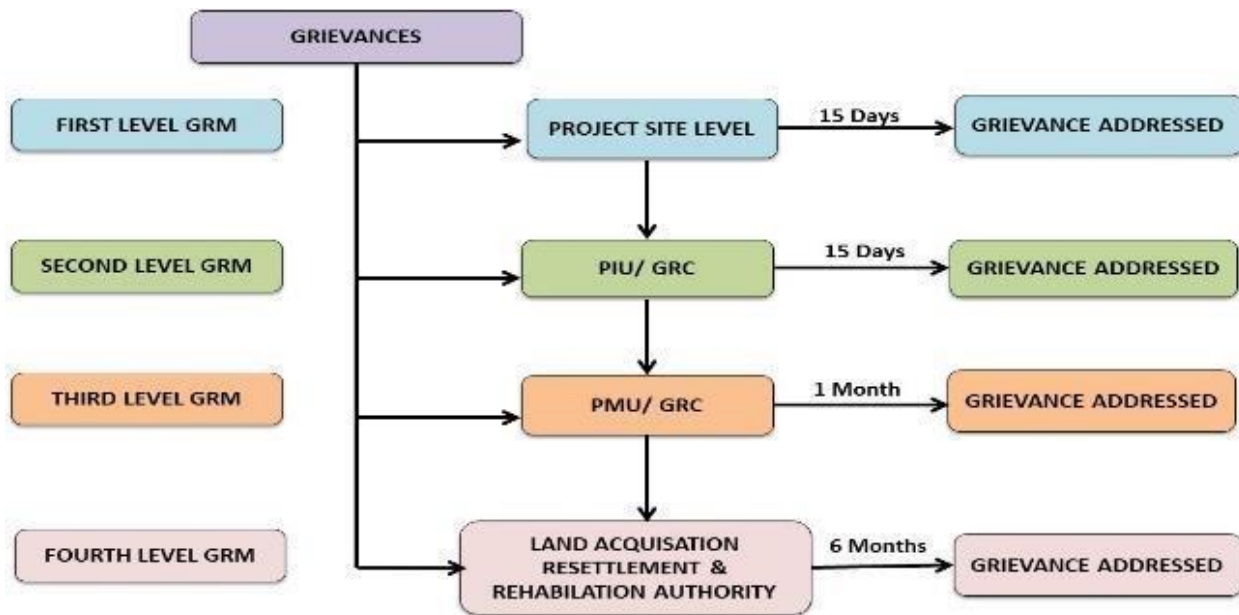 GRIEVANCES
FIRST LEVEL GRM
PROJECT SITE LEVEL
15 Days
GRIEVANCE ADDRESSED
SECOND LEVEL GRM
PIU/ GRC
15 Days
GRIEVANCE ADDRESSED
THIRD LEVEL GRM
PMU/ GRC
1 Month
GRIEVANCE ADDRESSED
FOURTH LEVEL GRM
LAND ACQUISATION
RESETTLEMENT &
REHABILATION AUTHORITY
6 Months
GRIEVANCE ADDRESSED